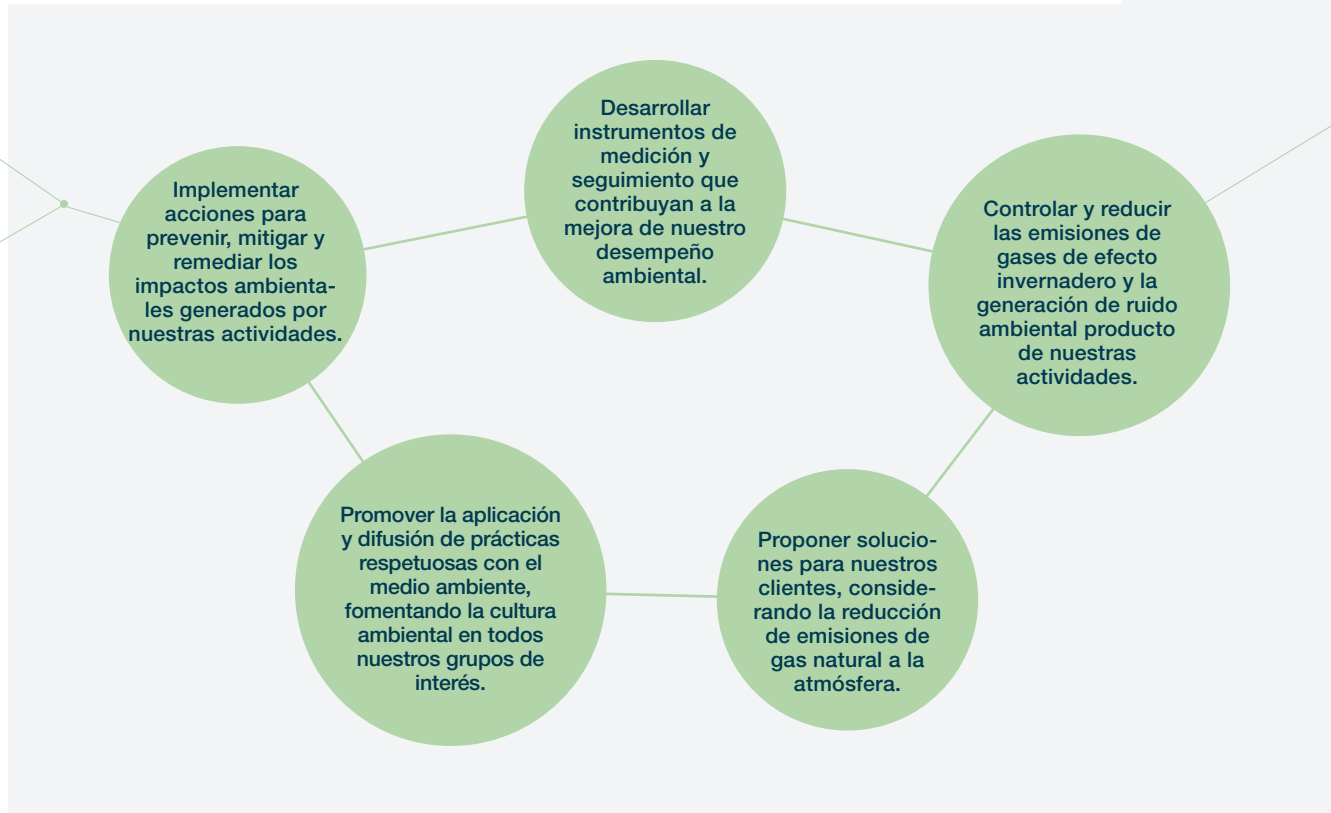 Implementar
acciones para
prevenir, mitigar y
remediar los
impactos ambienta-
les generados por
nuestras actividades.
Desarrollar
instrumentos de
medición y
seguimiento que
contribuyan a la
mejora de nuestro
desempeño
ambiental.
Controlar y reducir
las emisiones de
gases de efecto
invernadero y la
generación de ruido
ambiental producto
de nuestras
actividades.
Promover la aplicación
y difusión de prácticas
respetuosas con el
medio ambiente,
fomentando la cultura
ambiental en todos
nuestros grupos de
interés.
Proponer solucio-
nes para nuestros
clientes, conside-
rando la reducción
de emisiones de
gas natural a la
atmósfera.